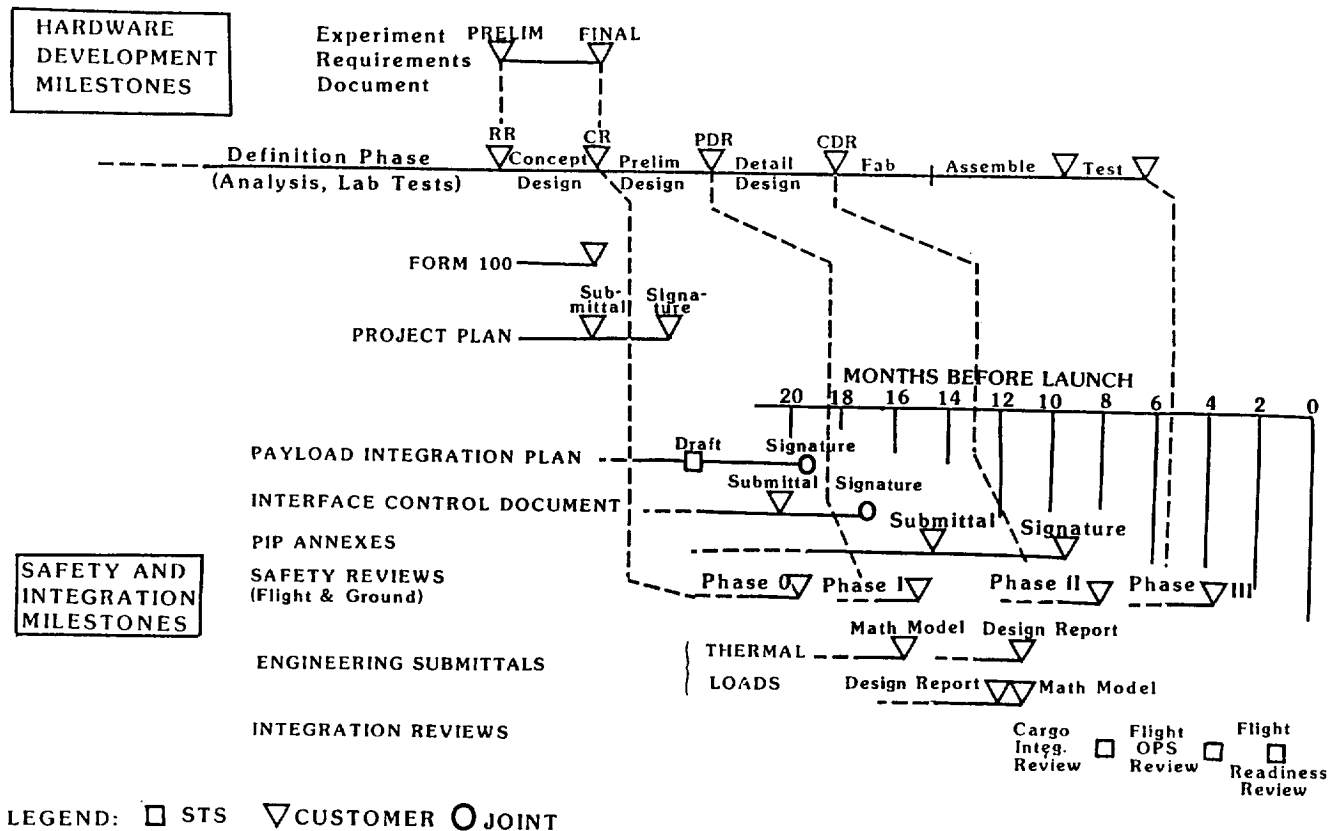 HARDWARE
DEVELOPMENT
MILESTONES
Experiment
Requirements
Document
PRELIM FINAL
RR CR PDR CDR
Definition Phase
(Analysis, Lab Tests)
Concept
Design
Prelim
Design
Detail
Design
Fab
Assemble
Test
FORM 100
Sub-
mittal
Signa-
ture
PROJECT PLAN
MONTHS BEFORE LAUNCH
20 18 16 14 12 10 8 6 4 2 0
PAYLOAD INTEGRATION PLAN
Draft
Signature
INTERFACE CONTROL DOCUMENT
Submittal
Signature
PIP ANNEXES
Submittal
Signature
SAFETY AND
INTEGRATION
MILESTONES
SAFETY REVIEWS
(Flight & Ground)
Phase 0 Phase I Phase II Phase III
ENGINEERING SUBMITTALS
THERMAL
Math Model
Design Report
LOADS
Design Report
Math Model
INTEGRATION REVIEWS
Cargo
Integ.
Review
Flight
OPS
Review
Flight
Readiness
Review
LEGEND: STS CUSTOMER JOINT